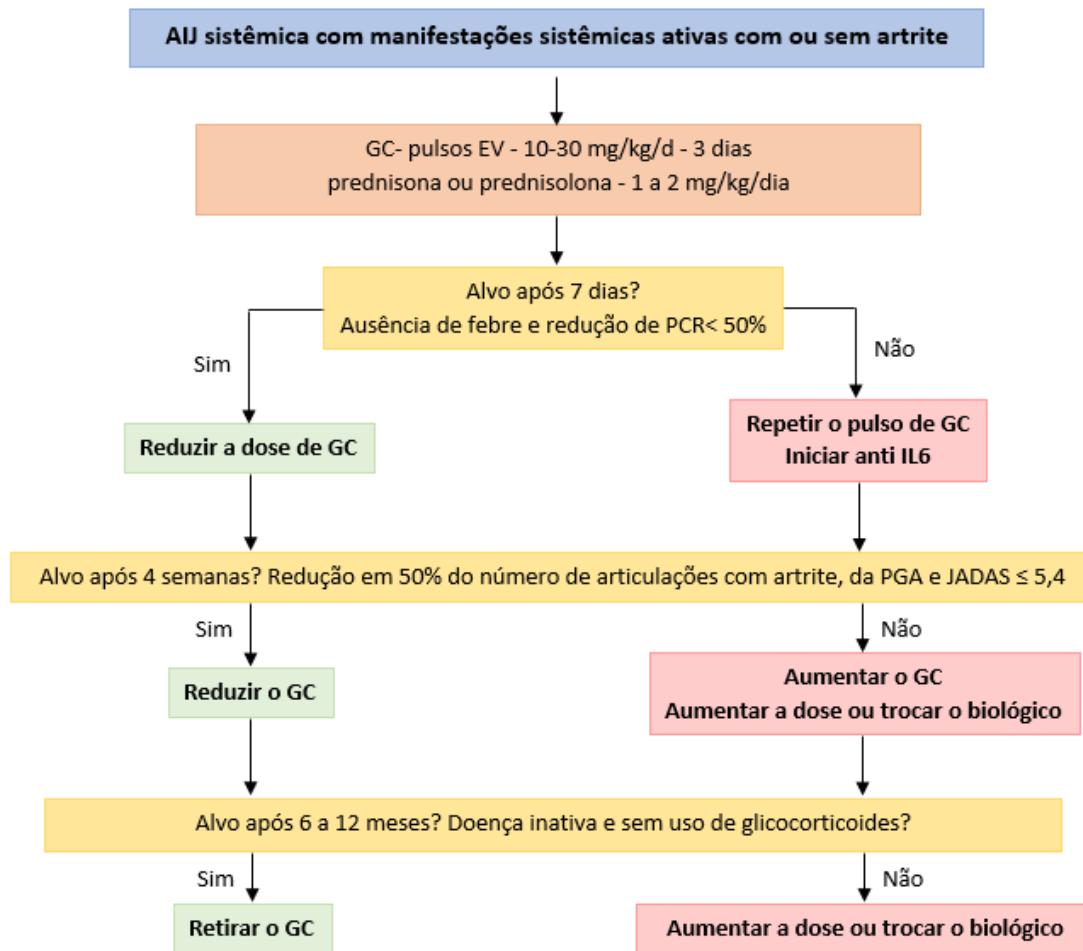 AIJ sistêmica com manifestações sistêmicas ativas com ou sem artrite
GC- pulsos EV - 10-30 mg/kg/d - 3 dias
prednisona ou prednisolona - 1 a 2 mg/kg/dia
Alvo após 7 dias?
Ausência de febre e redução de PCR< 50%
Sim
Não
Reduzir a dose de GC
Repetir o pulso de GC
Iniciar anti IL6
Alvo após 4 semanas? Redução em 50% do número de articulações com artrite, da PGA e JADAS ≤ 5,4
Sim
Não
Reduzir o GC
Aumentar o GC
Aumentar a dose ou trocar o biológico
Alvo após 6 a 12 meses? Doença inativa e sem uso de glicocorticoides?
Sim
Não
Retirar o GC
Aumentar a dose ou trocar o biológico